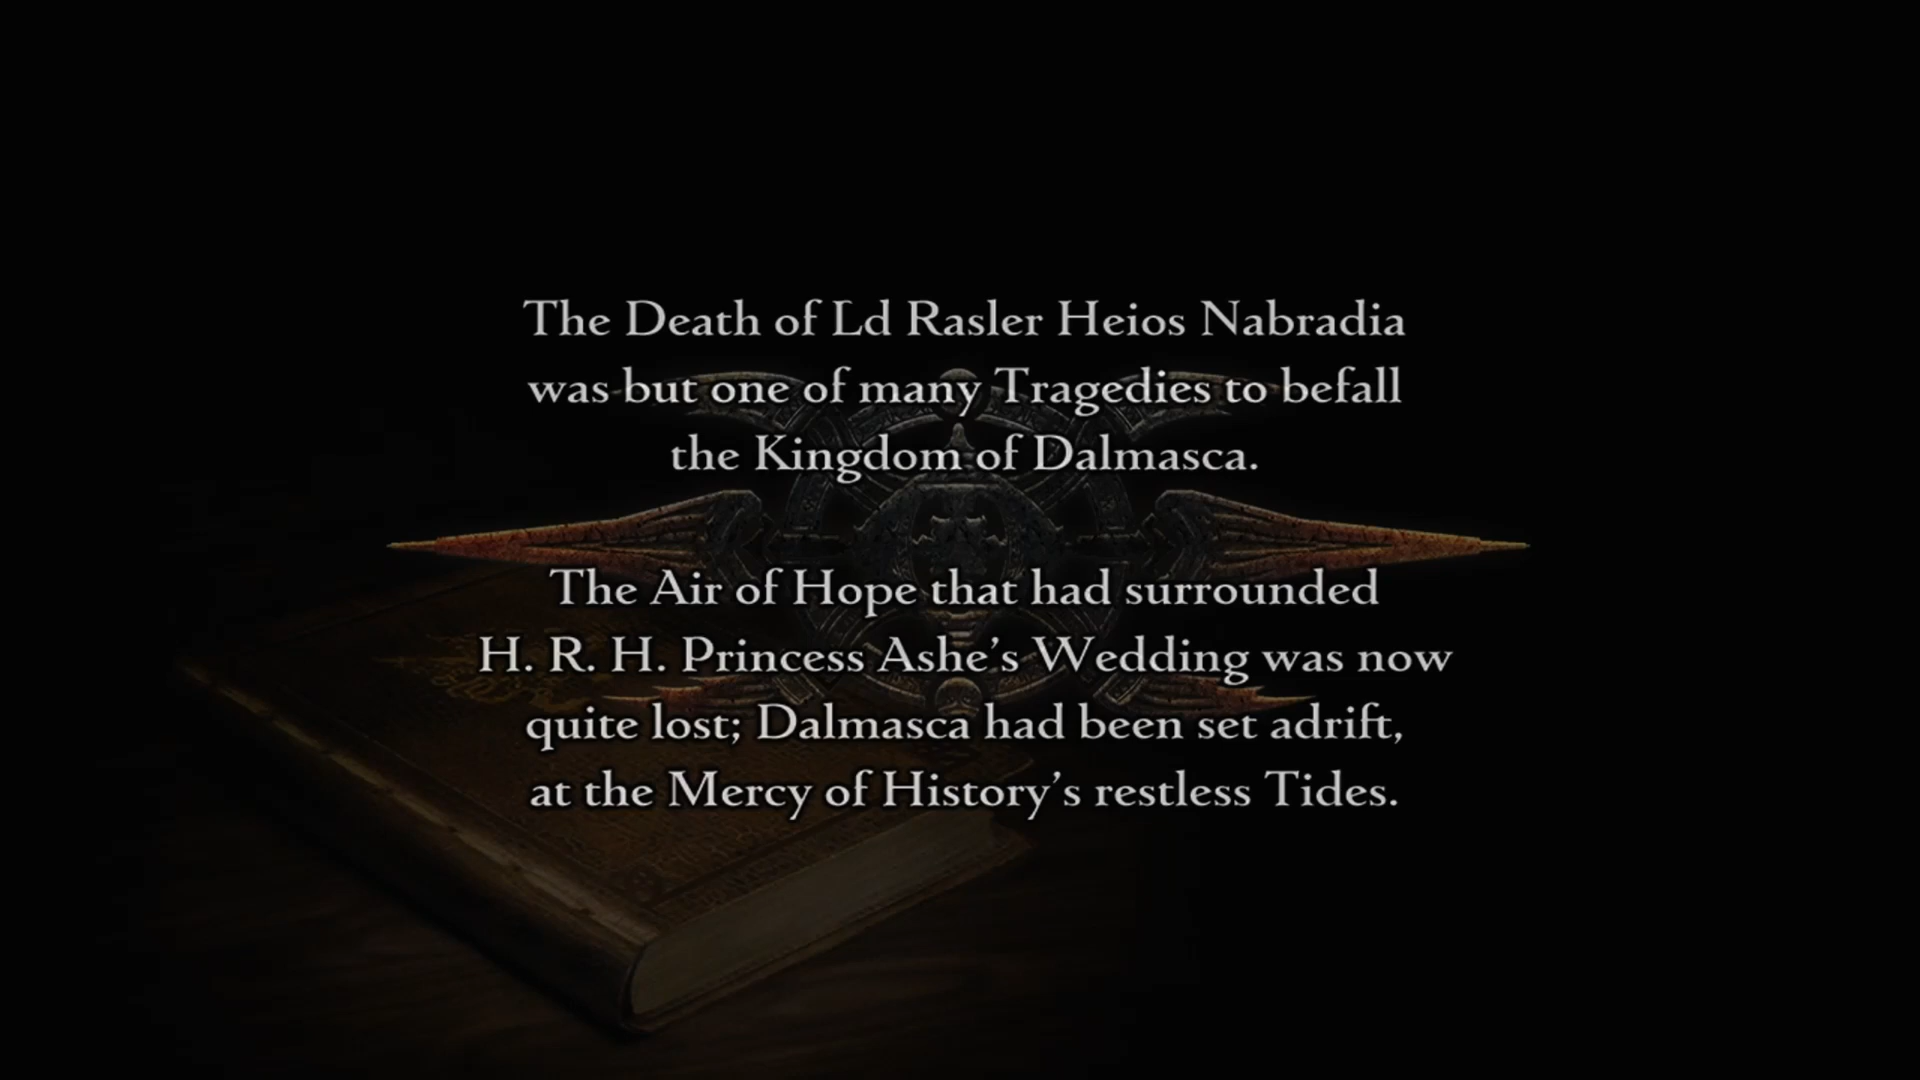 The Death of Ld Rasler Heios Nabradia
was but one of many Tragedies to befall
the Kingdom of Dalmasca.
The Air of Hope that had surrounded
H. R. H. Princess Ashe's Wedding was now
quite lost; Dalmasca had been set adrift,
at the Mercy of History's restless Tides.